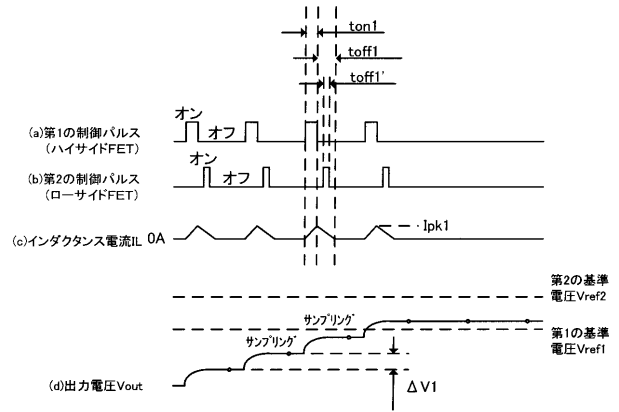 ton1
toff1
toff1'
オン
オフ
(a)第1の制御パルス
(ハイサイドFET)
オン
オフ
(b)第2の制御パルス
(ローサイドFET)
(c)インダクタンス電流IL 0A
Ipk1
第2の基準
電圧Vref2
サンプリング
サンプリング
第1の基準
電圧Vref1
(d)出力電圧Vout
ΔV1